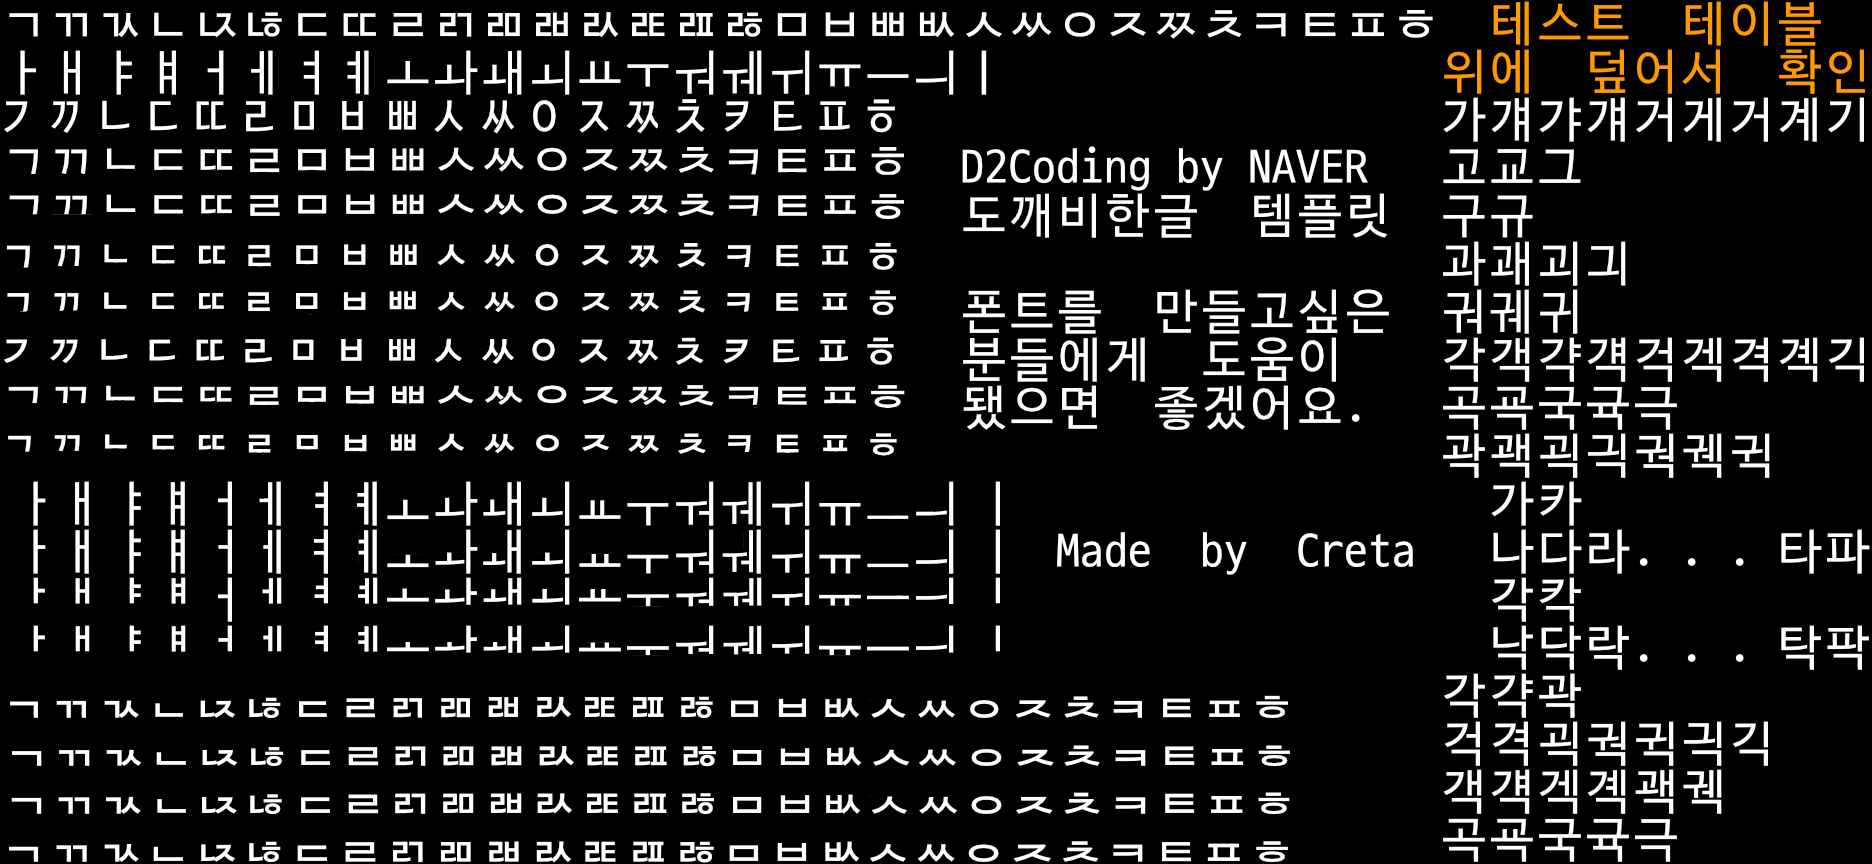 ㄱㄲㄳㄴㄵㄶㄷㄸㄹㄺㄻㄼㄽㄾㄿㅀㅁㅂㅃㅄㅅㅆㅇㅈㅉㅊㅋㅌㅍㅎ 테스트 테이블
ㅏㅐㅑㅒㅓㅔㅕㅖㅗㅘㅙㅚㅛㅜㅝㅞㅟㅠㅡㅢㅣ 위에 덮어서 확인
ㄱㄲㄴㄷㄸㄹㅁㅂㅃㅅㅆㅇㅈㅉㅊㅋㅌㅍㅎ 가걔갸걔거게거계기
ㄱㄲㄴㄷㄸㄹㅁㅂㅃㅅㅆㅇㅈㅉㅊㅋㅌㅍㅎ D2Coding by NAVER 고교그
ㄱㄲㄴㄷㄸㄹㅁㅂㅃㅅㅆㅇㅈㅉㅊㅋㅌㅍㅎ 도깨비한글 템플릿 구규
ㄱㄲㄴㄷㄸㄹㅁㅂㅃㅅㅆㅇㅈㅉㅊㅋㅌㅍㅎ 과괘괴긔
ㄱㄲㄴㄷㄸㄹㅁㅂㅃㅅㅆㅇㅈㅉㅊㅋㅌㅍㅎ 폰트를 만들고싶은 궈궤귀
ㄱㄲㄴㄷㄸㄹㅁㅂㅃㅅㅆㅇㅈㅉㅊㅋㅌㅍㅎ 분들에게 도움이 각객갹걕걱겍격곅긱
ㄱㄲㄴㄷㄸㄹㅁㅂㅃㅅㅆㅇㅈㅉㅊㅋㅌㅍㅎ 됐으면 좋겠어요. 곡굑국귝극
ㄱㄲㄴㄷㄸㄹㅁㅂㅃㅅㅆㅇㅈㅉㅊㅋㅌㅍㅎ 곽괙괵긕궉궥귁
ㅏㅐㅑㅒㅓㅔㅕㅖㅗㅘㅙㅚㅛㅜㅝㅞㅟㅠㅡㅢㅣ 가카
ㅏㅐㅑㅒㅓㅔㅕㅖㅗㅘㅙㅚㅛㅜㅝㅞㅟㅠㅡㅢㅣ Made by Creta 나다라...타파
ㅏㅐㅑㅒㅓㅔㅕㅖㅗㅘㅙㅚㅛㅜㅝㅞㅟㅠㅡㅢㅣ 각칵
ㅏㅐㅑㅒㅓㅔㅕㅖㅗㅘㅙㅚㅛㅜㅝㅞㅟㅠㅡㅢㅣ 낙닥락...탁팍
ㄱㄲㄳㄴㄵㄶㄷㄹㄺㄻㄼㄽㄾㄿㅀㅁㅂㅄㅅㅆㅇㅈㅊㅋㅌㅍㅎ 각갹곽
ㄱㄲㄳㄴㄵㄶㄷㄹㄺㄻㄼㄽㄾㄿㅀㅁㅂㅄㅅㅆㅇㅈㅊㅋㅌㅍㅎ 걱격괵궉귁긕긱
ㄱㄲㄳㄴㄵㄶㄷㄹㄺㄻㄼㄽㄾㄿㅀㅁㅂㅄㅅㅆㅇㅈㅊㅋㅌㅍㅎ 객걕겍곅괙궥
ㄱㄲㄳㄴㄵㄶㄷㄹㄺㄻㄼㄽㄾㄿㅀㅁㅂㅄㅅㅆㅇㅈㅊㅋㅌㅍㅎ 곡굑국귝극